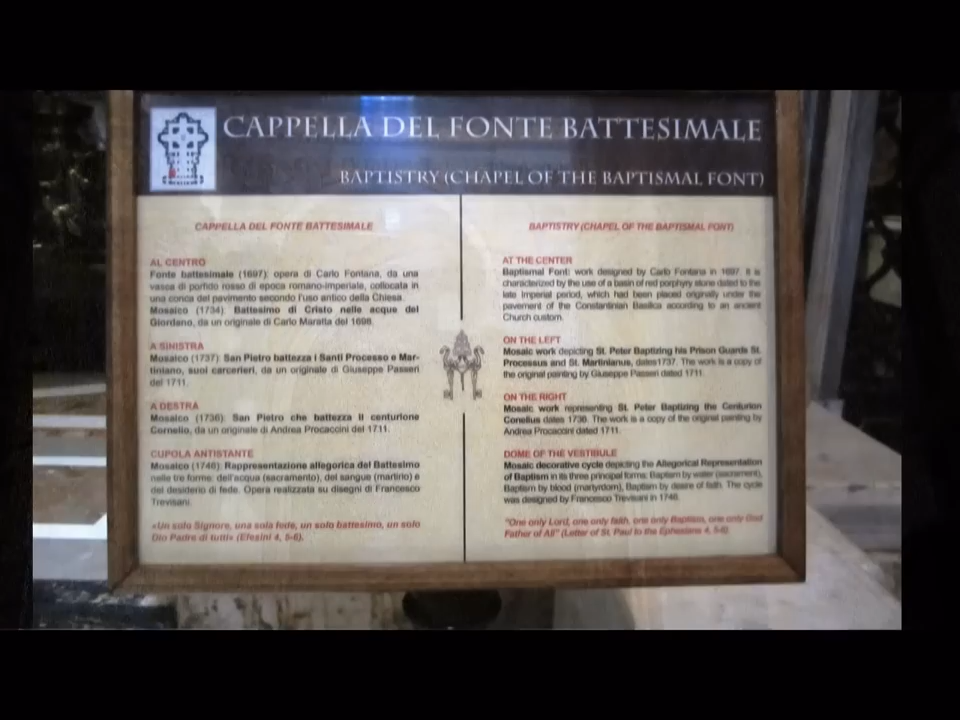 CAPPELLA DEL FONTE BATTESIMALE
BAPTISTRY (CHAPEL OF THE BAPTISMAL FONT)
CAPPELLA DEL FONTE BATTESIMALE
AL CENTRO
Fonte battesimale (1697): opera di Carlo Fontana, da una
vasca di porfido rosso di epoca romano-imperiale, collocata in
una conca del pavimento secondo l'uso antico della Chiesa.
Mosaico (1734): Battesimo di Cristo nelle acque del
Giordano, da un originale di Carlo Maratta del 1698.
A SINISTRA
Mosaico (1737): San Pietro battezza i Santi Processo e Mar-
tiniano, suoi carcerieri, da un originale di Giuseppe Passeri
del 1711.
A DESTRA
Mosaico (1736): San Pietro che battezza il centurione
Cornelio, da un originale di Andrea Procaccini del 1711.
CUPOLA ANTISTANTE
Mosaico (1746): Rappresentazione allegorica del Battesimo
nelle tre forme: dell'acqua (sacramento), del sangue (martirio) e
del desiderio di fede. Opera realizzata su disegni di Francesco
Trevisani.
«Un solo Signore, una sola fede, un solo battesimo, un solo
Dio Padre di tutti» (Efesini 4, 5-6).
BAPTISTRY (CHAPEL OF THE BAPTISMAL FONT)
AT THE CENTER
Baptismal Font: work designed by Carlo Fontana in 1697. It is
characterized by the use of a basin of red porphyry stone dated to the
late Imperial period, which had been placed originally under the
pavement of the Constantinian Basilica according to an ancient
Church custom.
ON THE LEFT
Mosaic work depicting St. Peter Baptizing his Prison Guards St.
Processus and St. Martinianus, dates1737. The work is a copy of
the original painting by Giuseppe Passeri dated 1711.
ON THE RIGHT
Mosaic work representing St. Peter Baptizing the Centurion
Conelius dates 1736. The work is a copy of the original painting by
Andrea Procaccini dated 1711.
DOME OF THE VESTIBULE
Mosaic decorative cycle depicting the Allegorical Representation
of Baptism in its three principal forms: Baptism by water (sacrament),
Baptism by blood (martyrdom), Baptism by desire of faith. The cycle
was designed by Francesco Trevisani in 1746.
"One only Lord, one only faith, one only Baptism, one only God
Father of All" (Letter of St. Paul to the Ephesians 4, 5-6).